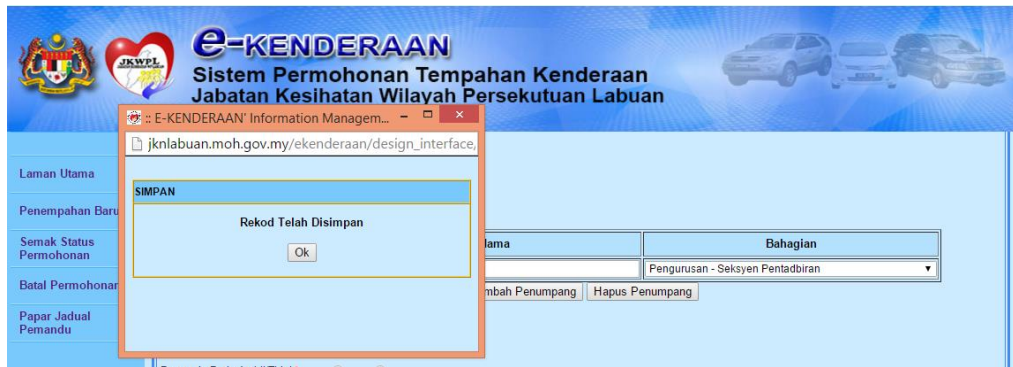 e-KENDERAAN
JKWPL
Sistem Permohonan Tempahan Kenderaan
Jabatan Kesihatan Wilayah Persekutuan Labuan
:: E-KENDERAAN' Information Managem...
jknlabuan.moh.gov.my/ekenderaan/design_interface,
Laman Utama
SIMPAN
Penempahan Baru
Rekod Telah Disimpan
Semak Status
Permohonan
Ok
ama
Bahagian
Pengurusan - Seksyen Pentadbiran
Batal Permohonan
mbah Penumpang
Hapus Penumpang
Papar Jadual
Pemandu